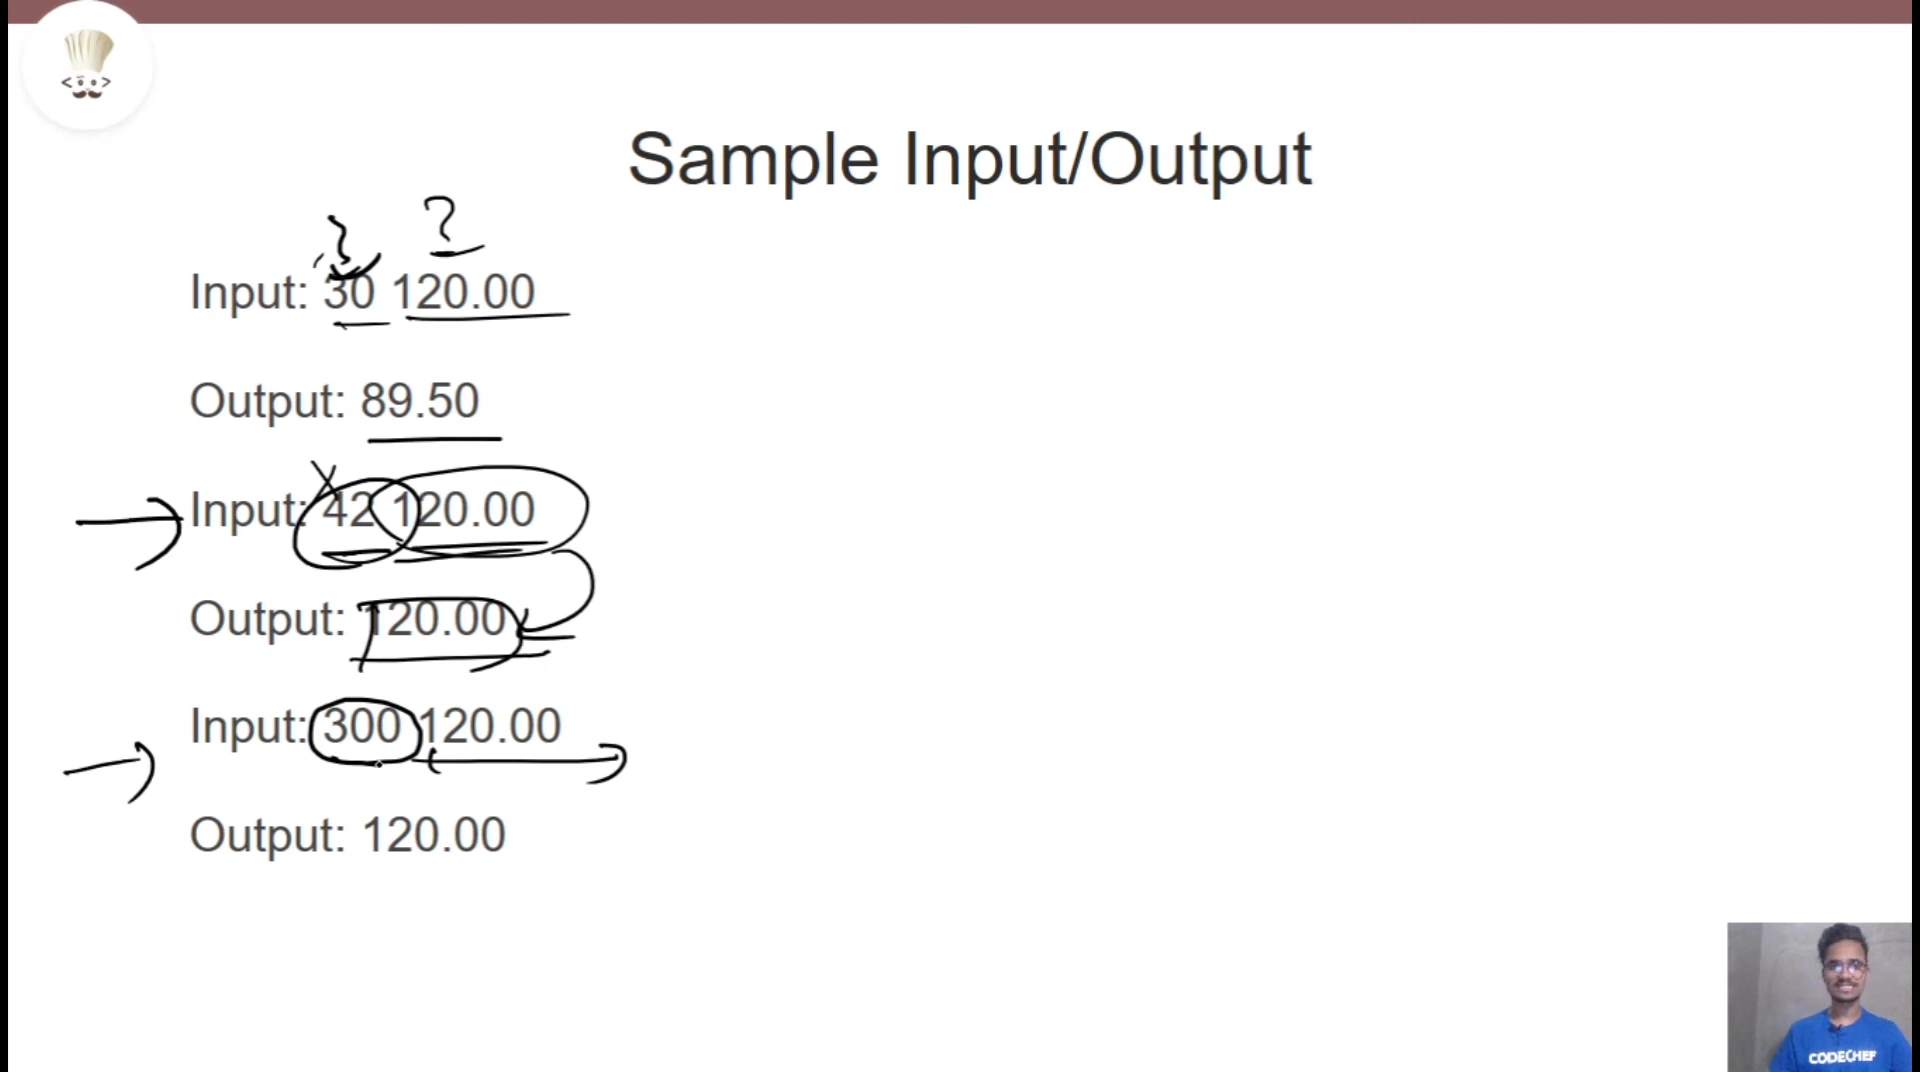 Sample Input/Output
?
Input: 30 120.00
Output: 89.50
Input: 42 120.00
Output: 120.00
Input: 300 120.00
Output: 120.00
CODECHEF